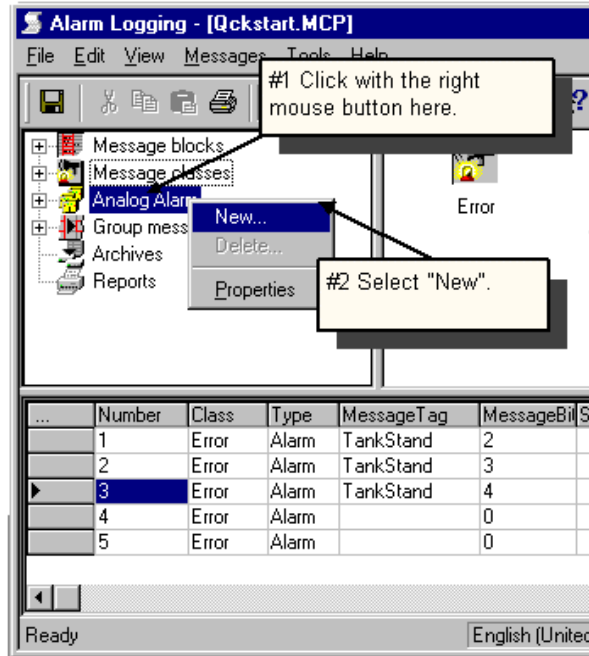 Alarm Logging - [Qckstart.MCP]
File Edit View Messages Tools Help
#1 Click with the right
mouse button here.
Message blocks
Message classes
Analog Alarm
Group mess
Archives
Reports
New...
Delete...
Properties
Error
#2 Select "New".
... Number Class Type MessageTag MessageBit S
1 Error Alarm TankStand 2
2 Error Alarm TankStand 3
3 Error Alarm TankStand 4
4 Error Alarm 0
5 Error Alarm 0
Ready English (United